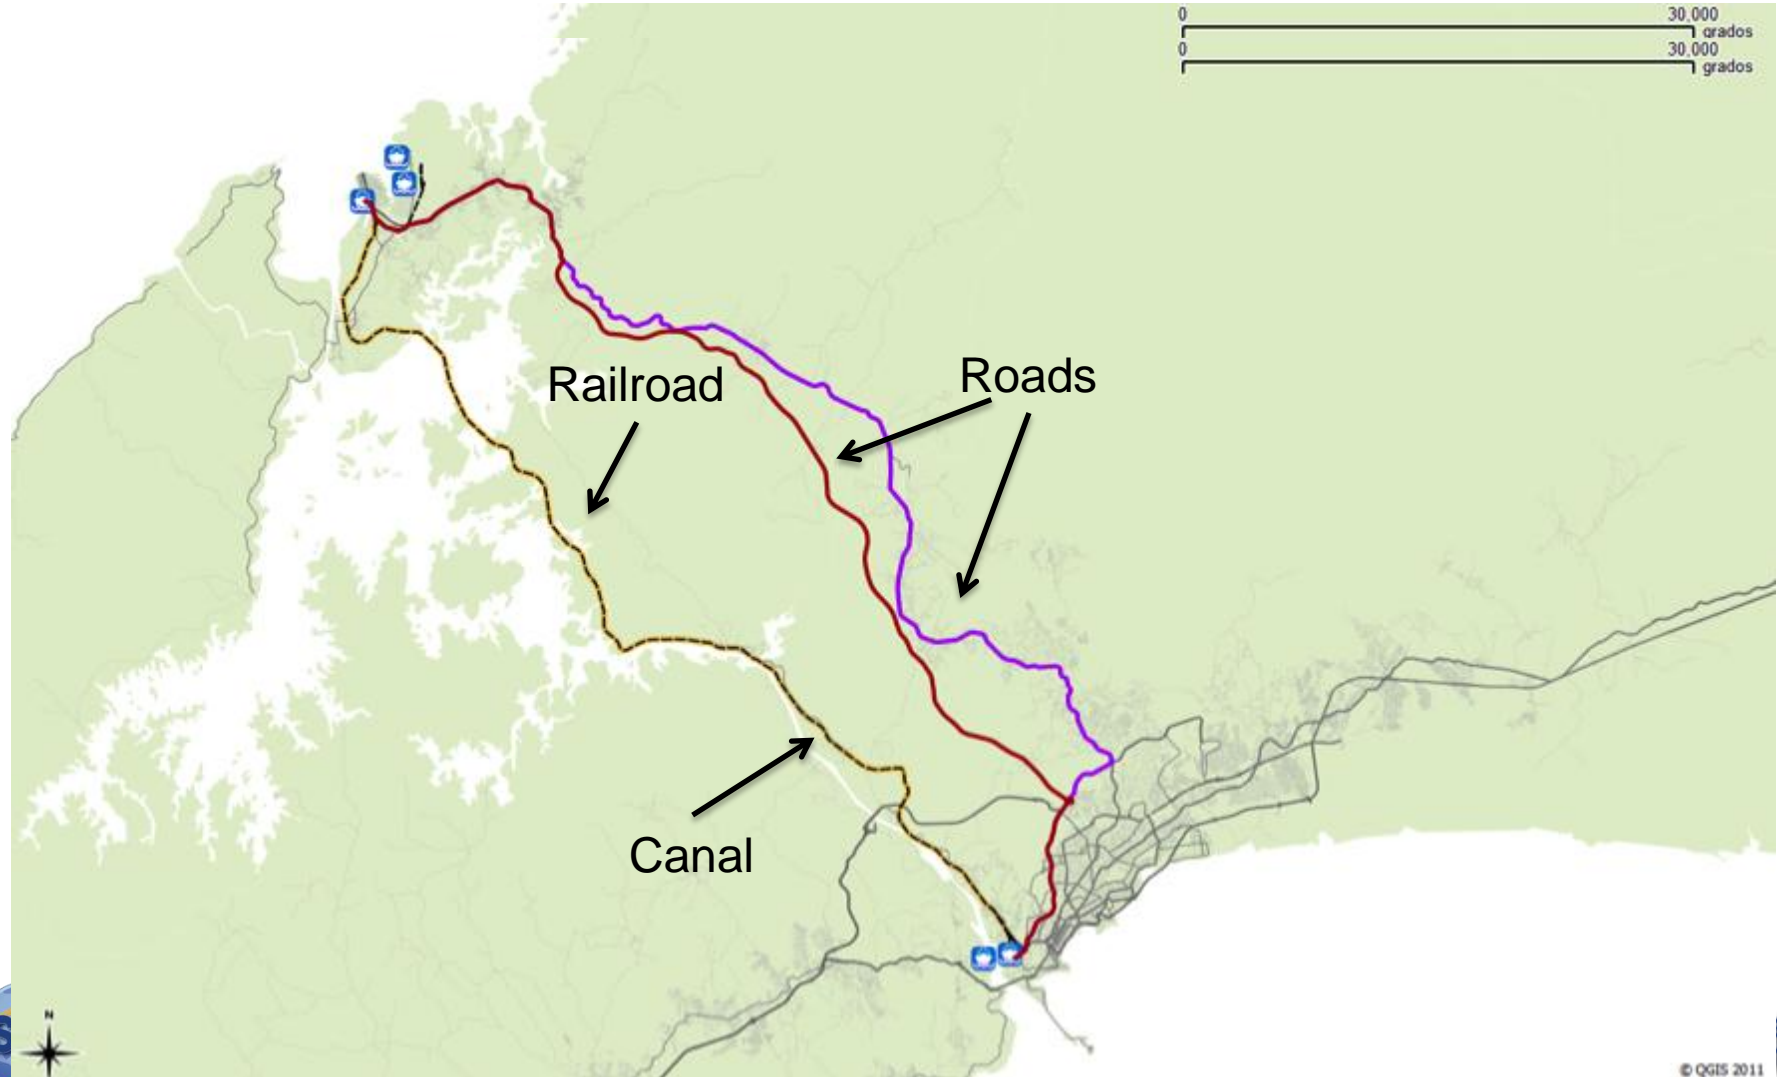 0 30,000
grados
0 30,000
grados
Railroad
Roads
Canal
N
© QGIS 2011